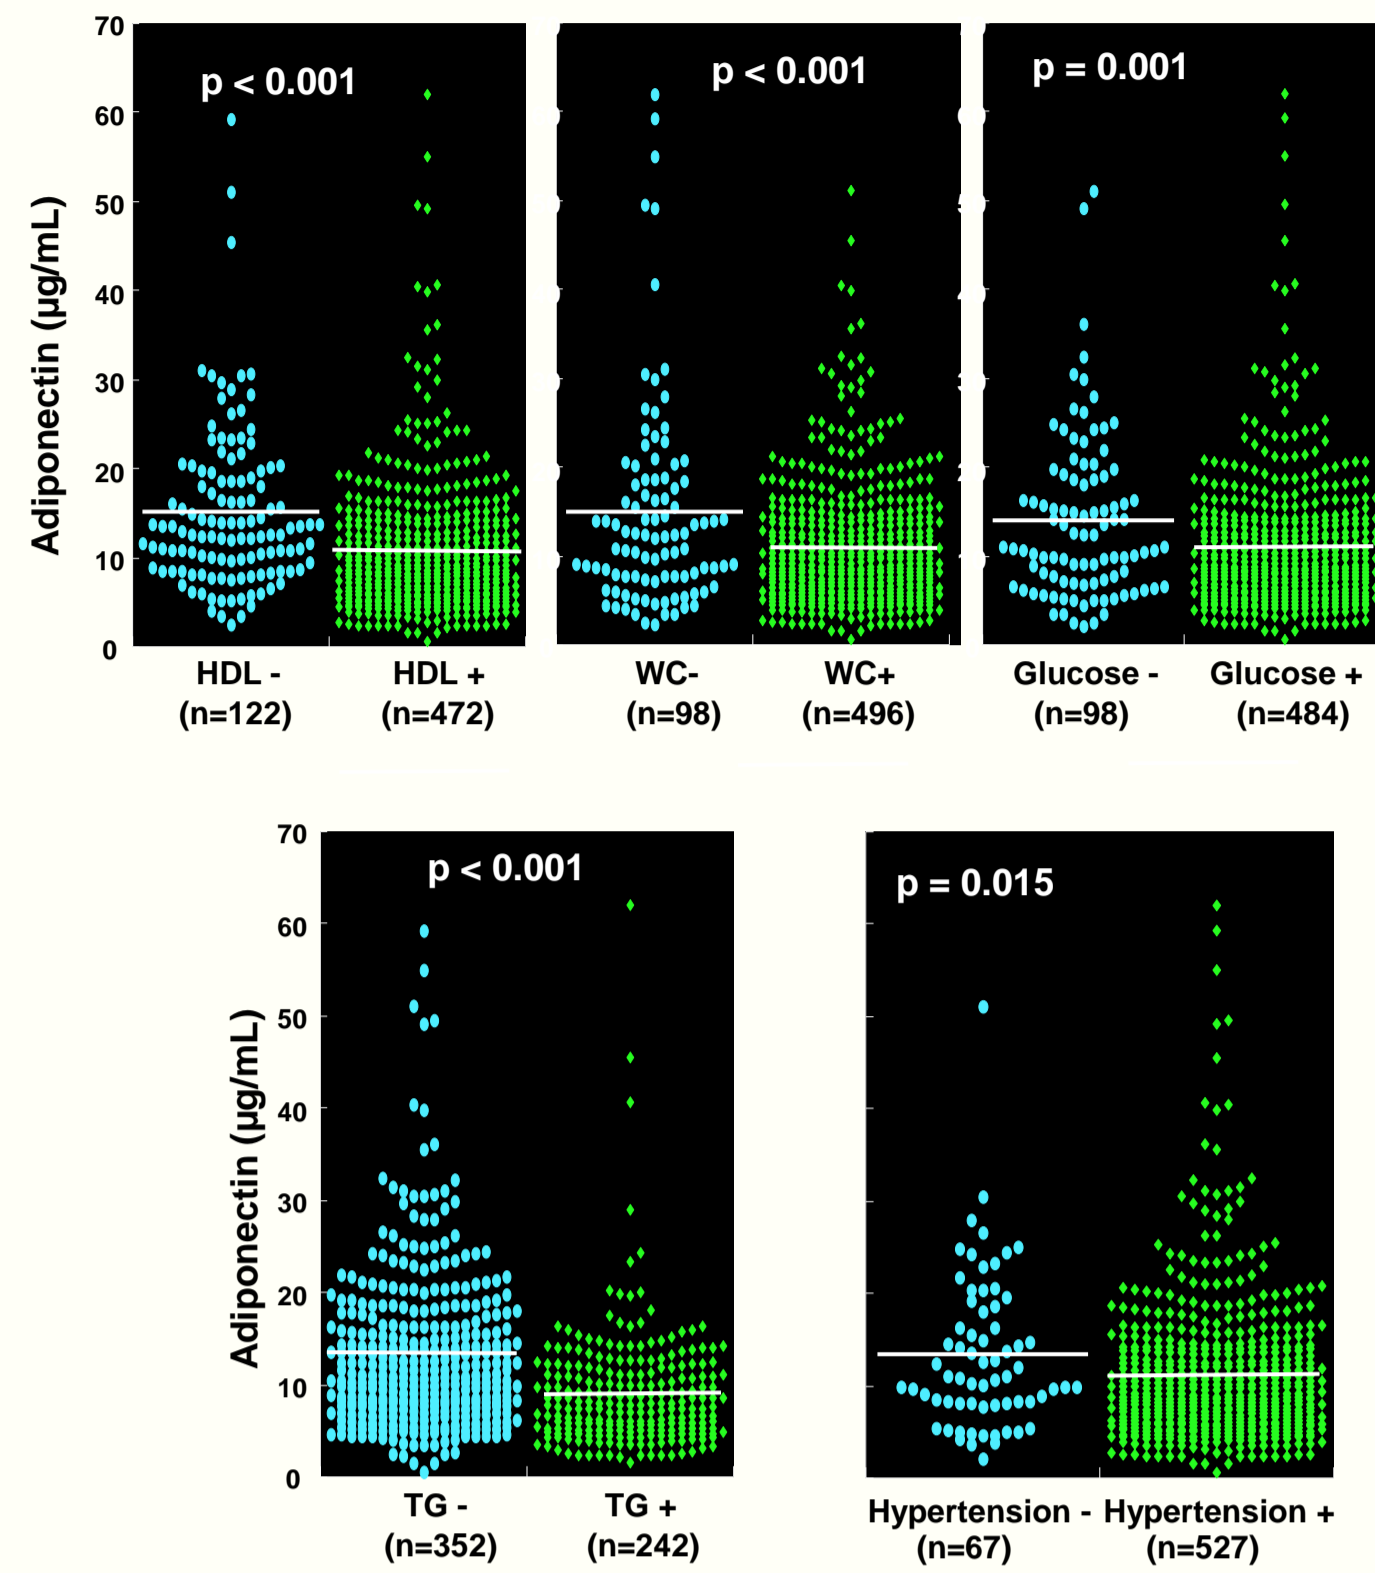 70
60
50
40
30
20
10
0
Adiponectin (µg/mL)
p < 0.001
p < 0.001
p = 0.001
HDL -
(n=122)
HDL +
(n=472)
WC-
(n=98)
WC+
(n=496)
Glucose -
(n=98)
Glucose +
(n=484)
70
60
50
40
30
20
10
0
Adiponectin (µg/mL)
p < 0.001
p = 0.015
TG -
(n=352)
TG +
(n=242)
Hypertension -
(n=67)
Hypertension +
(n=527)